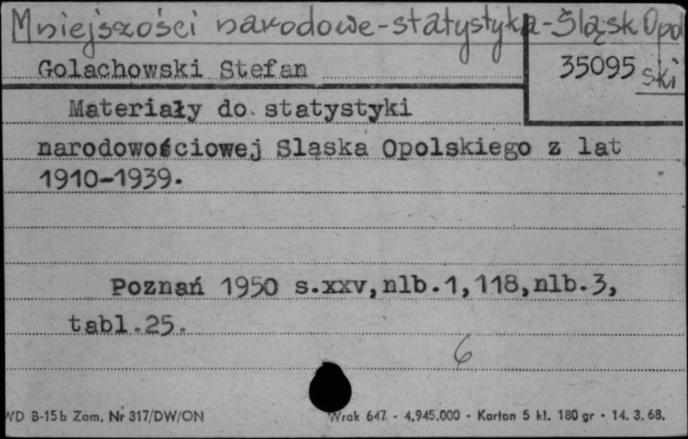 Mniejszości narodowe-statystyka-Śląsk Opol
ski
Golachowski Stefan
35095
Materiały do statystyki
narodowościowej Sląska Opolskiego z lat
1910-1939.
Poznań 1950 s.xxv,nlb.1,118,nlb.3,
tabl.25.
6
WD B-15b Zam. Nr 317/DW/ON
Wrak 647 - 4.945.000 - Karton 5 kl. 180 gr - 14. 3. 68.